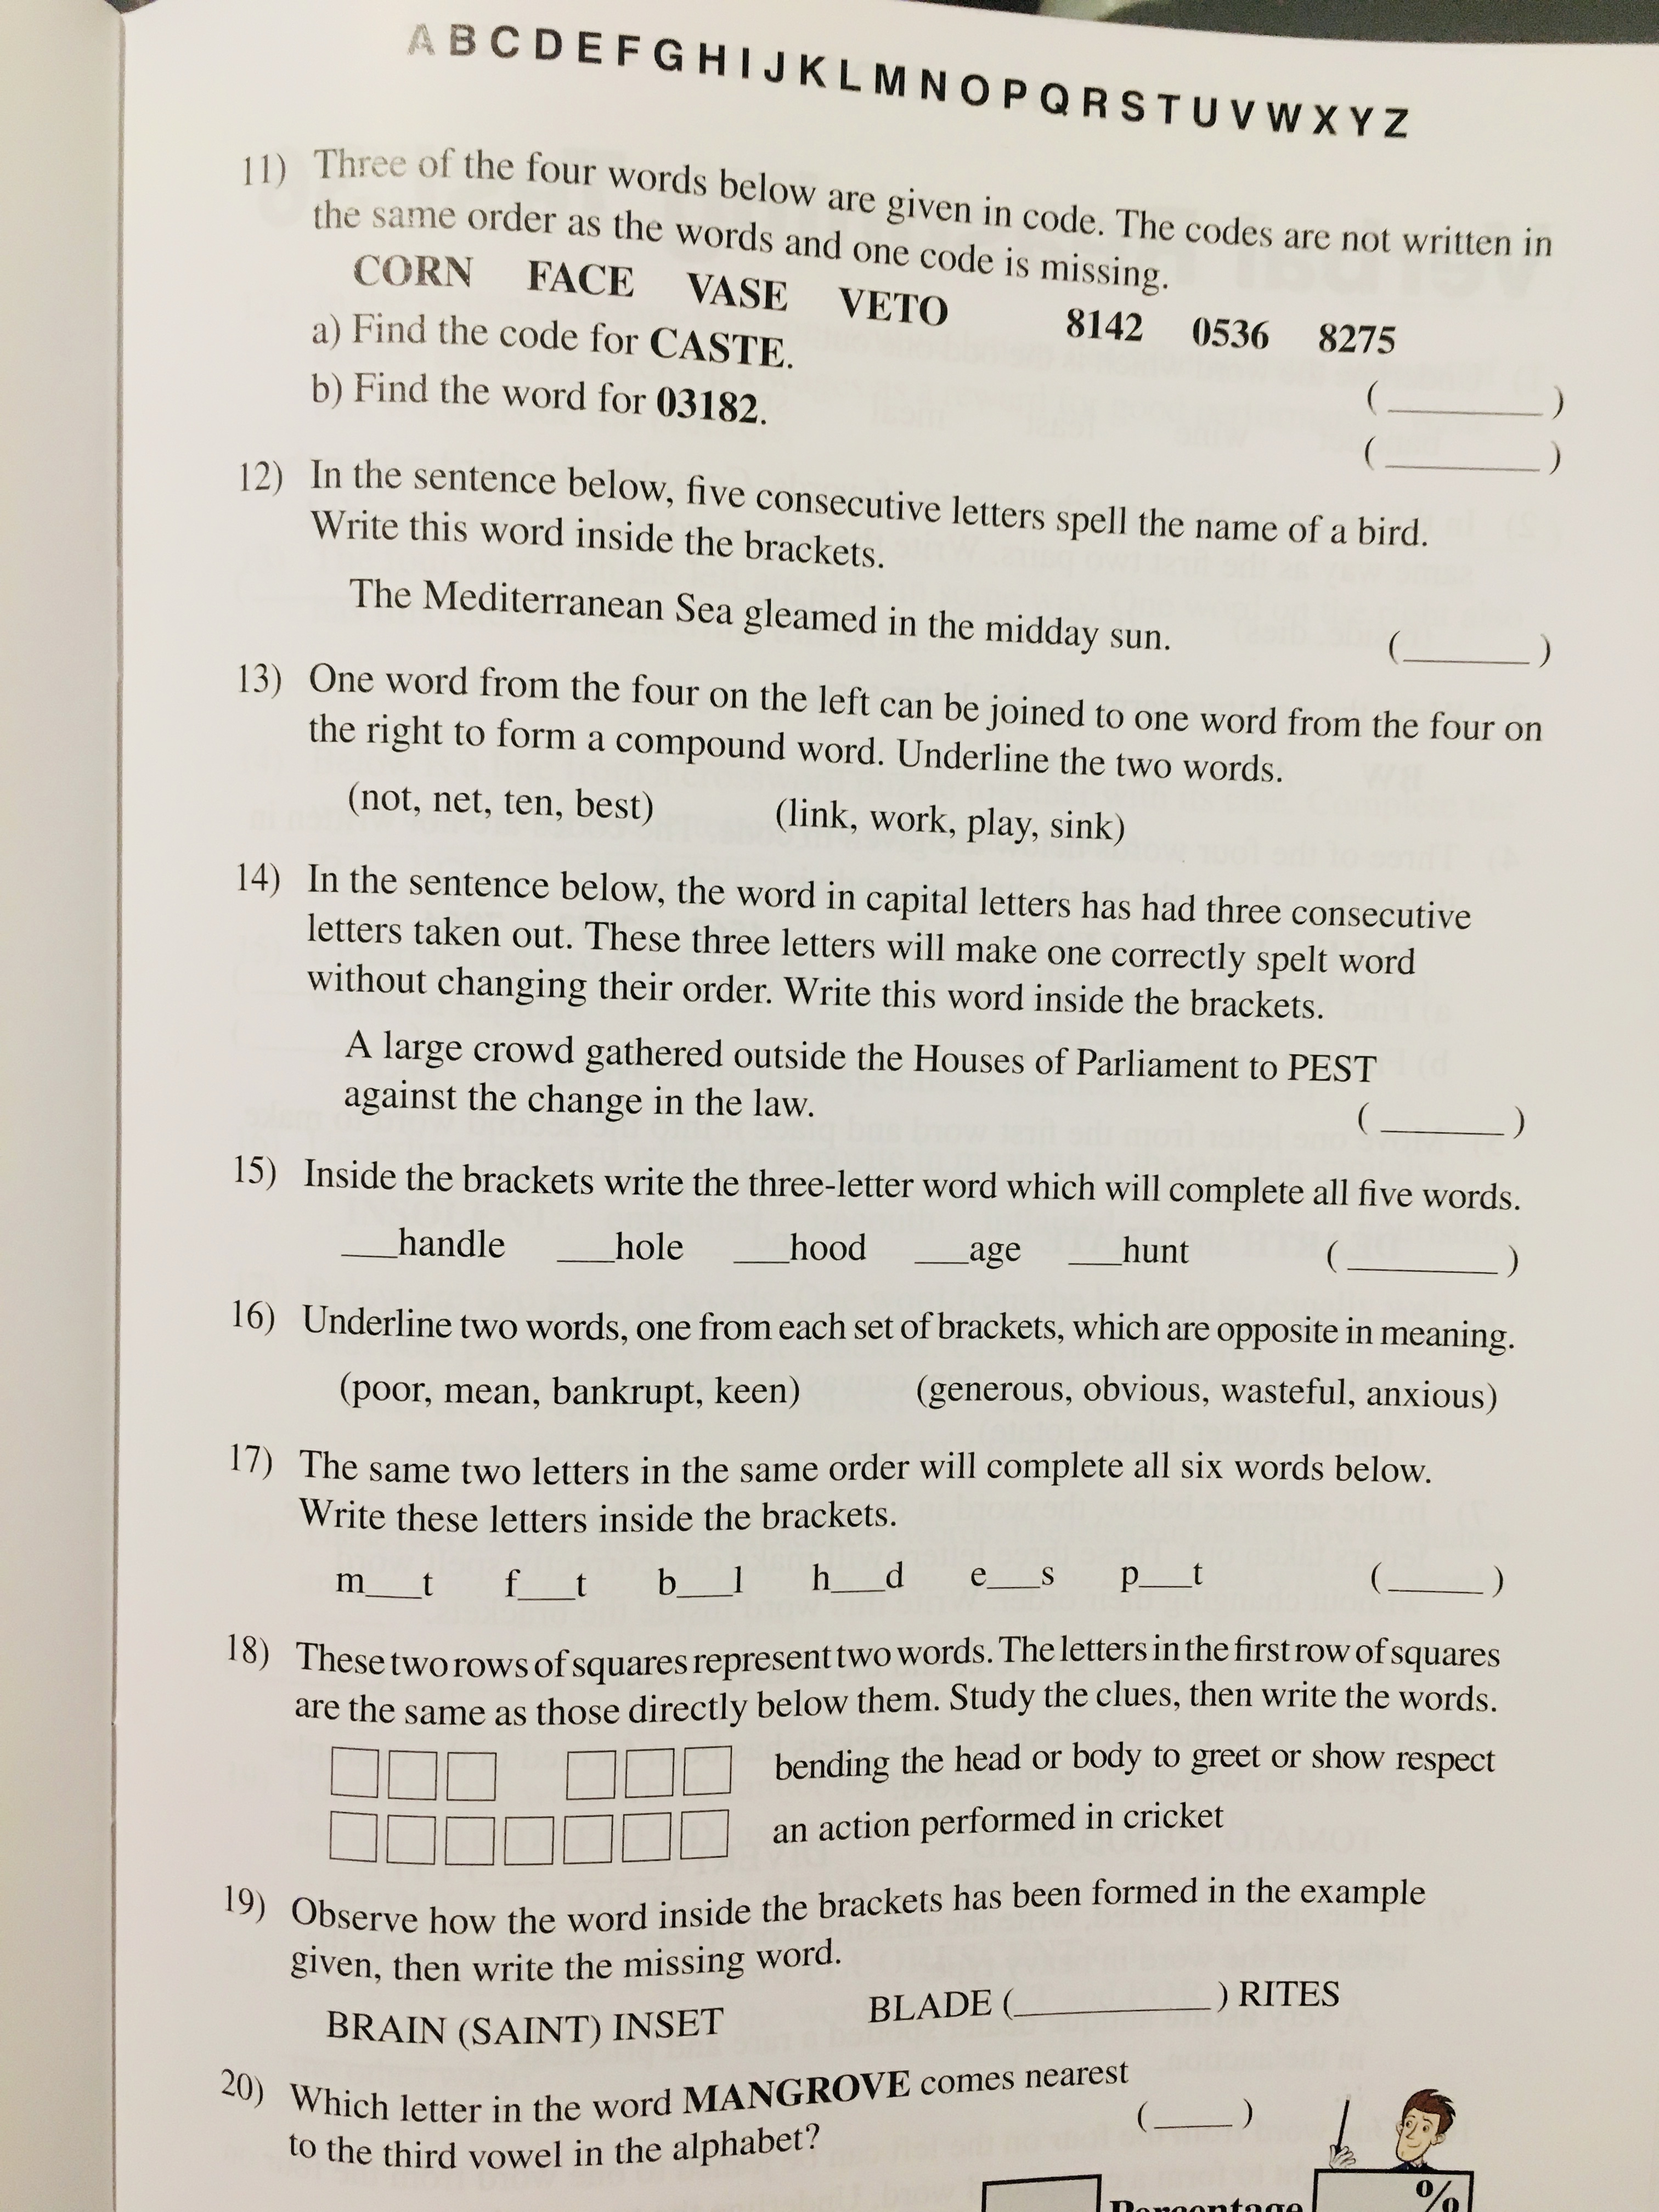 A B C D E F G H I J K L M N O P Q R S T U V W X Y Z
11) Three of the four words below are given in code. The codes are not written in
the same order as the words and one code is missing.
CORN FACE VASE VETO 8142 0536 8275
a) Find the code for CASTE. ( ________ )
b) Find the word for 03182. ( ________ )
12) In the sentence below, five consecutive letters spell the name of a bird.
Write this word inside the brackets.
The Mediterranean Sea gleamed in the midday sun. ( ________ )
13) One word from the four on the left can be joined to one word from the four on
the right to form a compound word. Underline the two words.
(not, net, ten, best) (link, work, play, sink)
14) In the sentence below, the word in capital letters has had three consecutive
letters taken out. These three letters will make one correctly spelt word
without changing their order. Write this word inside the brackets.
A large crowd gathered outside the Houses of Parliament to PEST
against the change in the law. ( ________ )
15) Inside the brackets write the three-letter word which will complete all five words.
___handle ___hole ___hood ___age ___hunt ( ________ )
16) Underline two words, one from each set of brackets, which are opposite in meaning.
(poor, mean, bankrupt, keen) (generous, obvious, wasteful, anxious)
17) The same two letters in the same order will complete all six words below.
Write these letters inside the brackets.
m___t f___t b___l h___d e___s p___t ( _____ )
18) These two rows of squares represent two words. The letters in the first row of squares
are the same as those directly below them. Study the clues, then write the words.
bending the head or body to greet or show respect
an action performed in cricket
19) Observe how the word inside the brackets has been formed in the example
given, then write the missing word.
BRAIN (SAINT) INSET BLADE (__________) RITES
20) Which letter in the word MANGROVE comes nearest
to the third vowel in the alphabet? ( ____ )
Percentage %